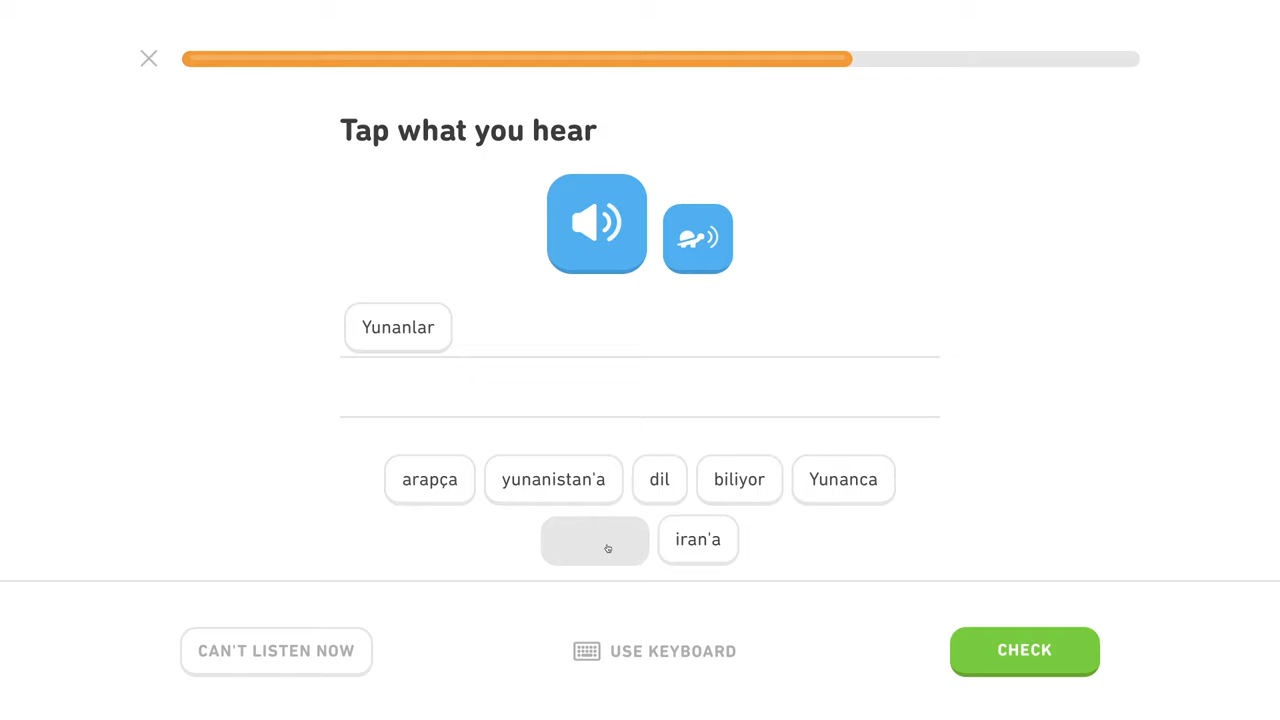 Tap what you hear
Yunanlar
arapça yunanistan'a dil biliyor Yunanca
iran'a
CAN'T LISTEN NOW USE KEYBOARD CHECK